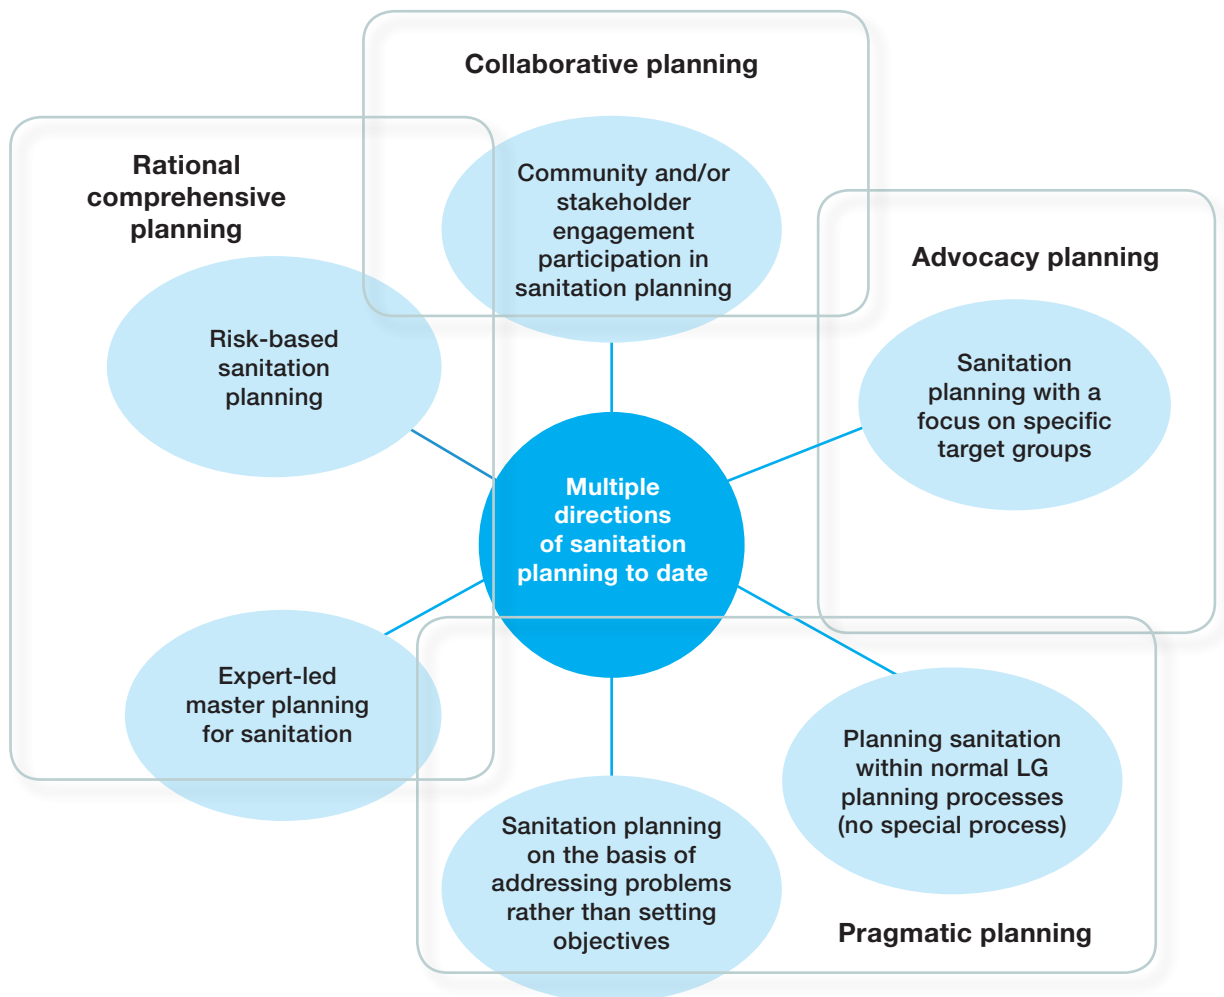 Collaborative planning
Rational
comprehensive
planning
Community and/or
stakeholder
engagement
participation in
sanitation planning
Advocacy planning
Risk-based
sanitation
planning
Sanitation
planning with a
focus on specific
target groups
Multiple
directions
of sanitation
planning to date
Expert-led
master planning
for sanitation
Planning sanitation
within normal LG
planning processes
(no special process)
Sanitation planning
on the basis of
addressing problems
rather than setting
objectives
Pragmatic planning